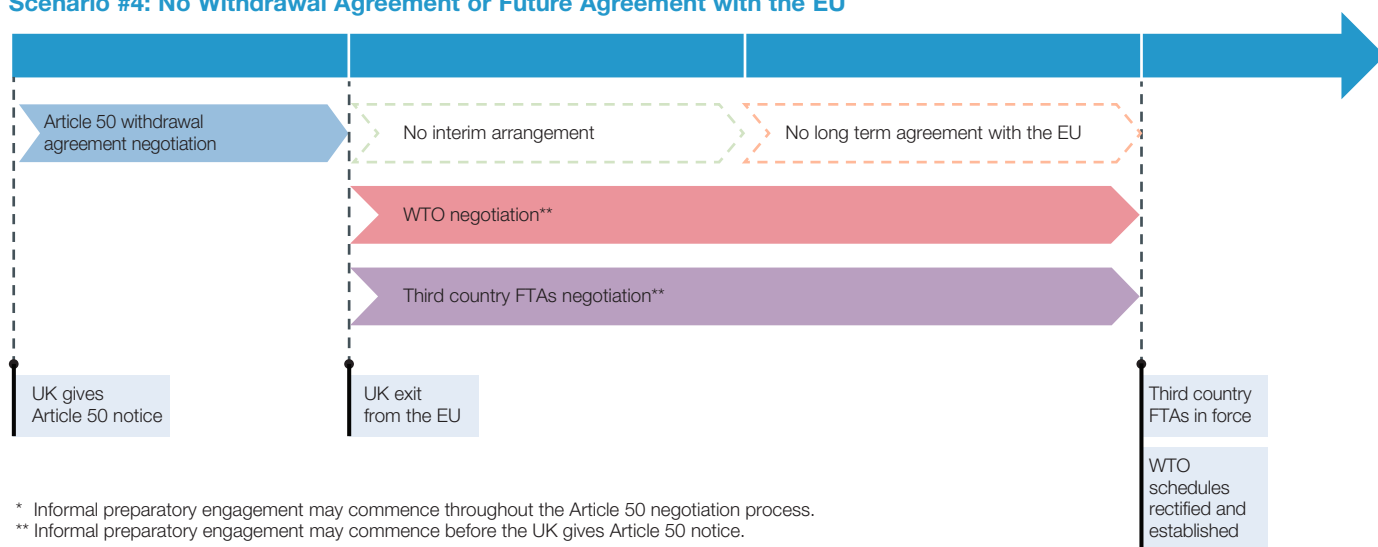 Scenario #4: No Withdrawal Agreement or Future Agreement with the EU
Article 50 withdrawal
agreement negotiation
No interim arrangement
No long term agreement with the EU
WTO negotiation**
Third country FTAs negotiation**
UK gives
Article 50 notice
UK exit
from the EU
Third country
FTAs in force
WTO
schedules
rectified and
established
* Informal preparatory engagement may commence throughout the Article 50 negotiation process.
** Informal preparatory engagement may commence before the UK gives Article 50 notice.